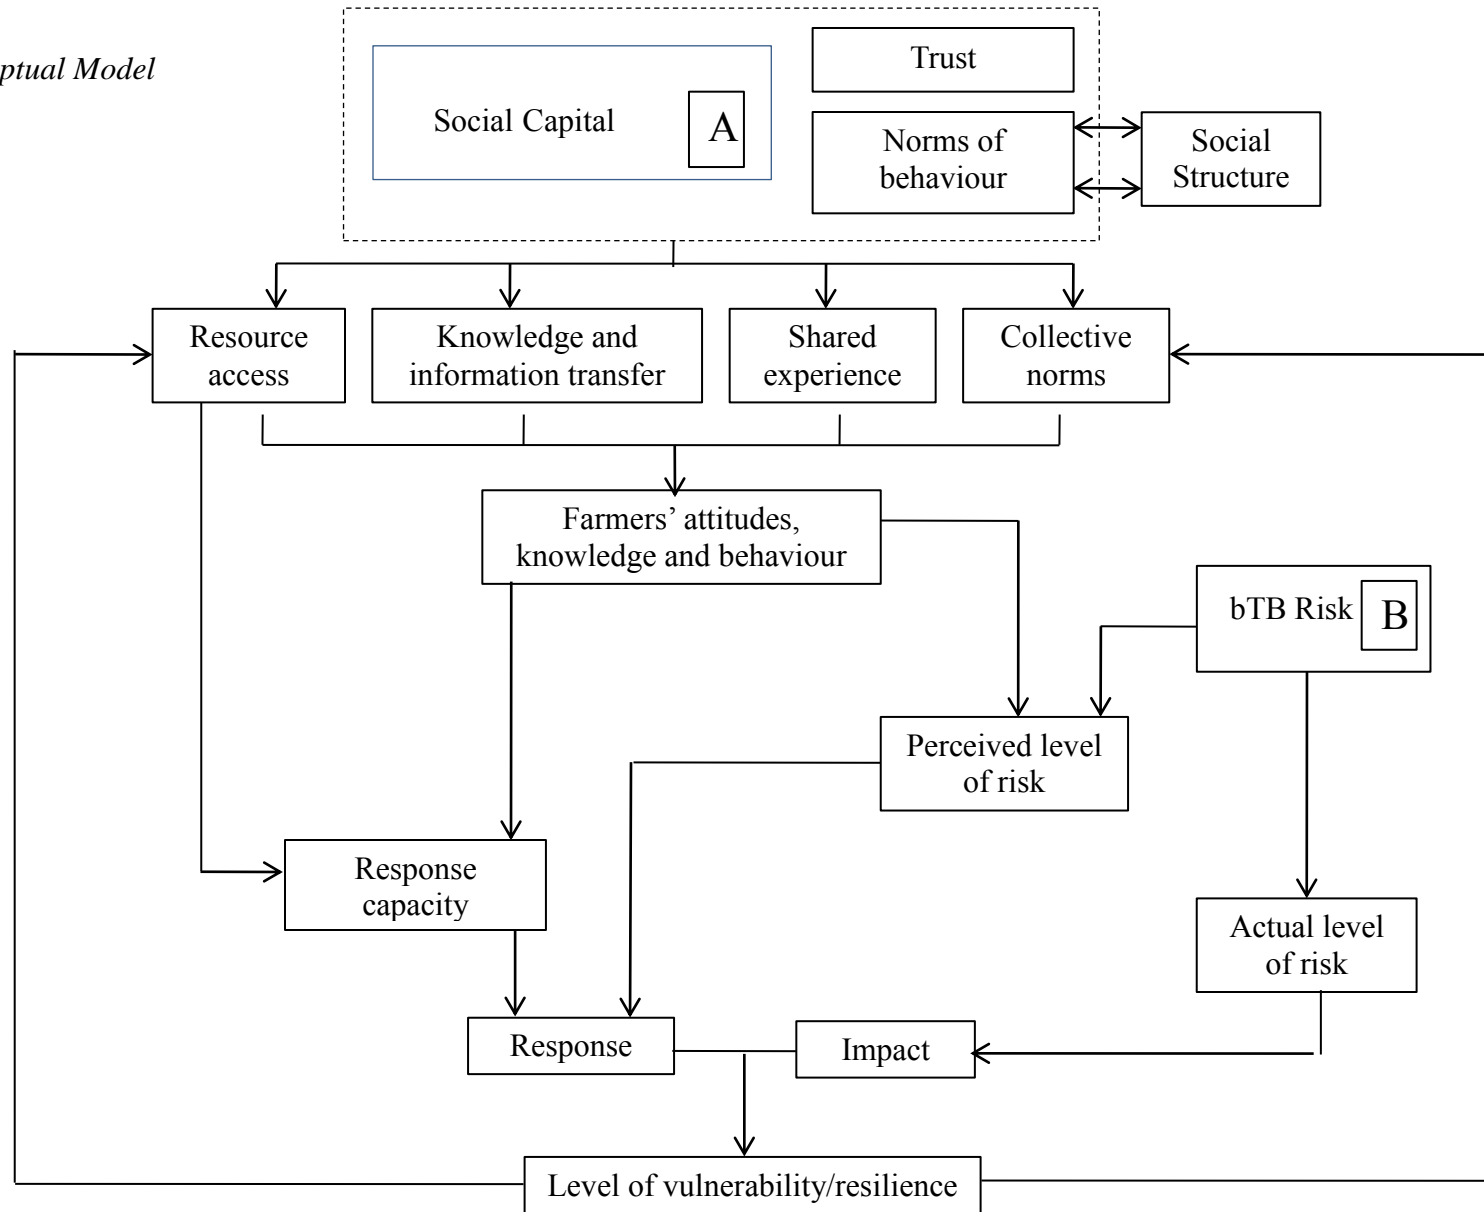 ptual Model
Social Capital
A
Trust
Norms of
behaviour
Social
Structure
Resource
access
Knowledge and
information transfer
Shared
experience
Collective
norms
Farmers’ attitudes,
knowledge and behaviour
bTB Risk
B
Perceived level
of risk
Response
capacity
Actual level
of risk
Response
Impact
Level of vulnerability/resilience